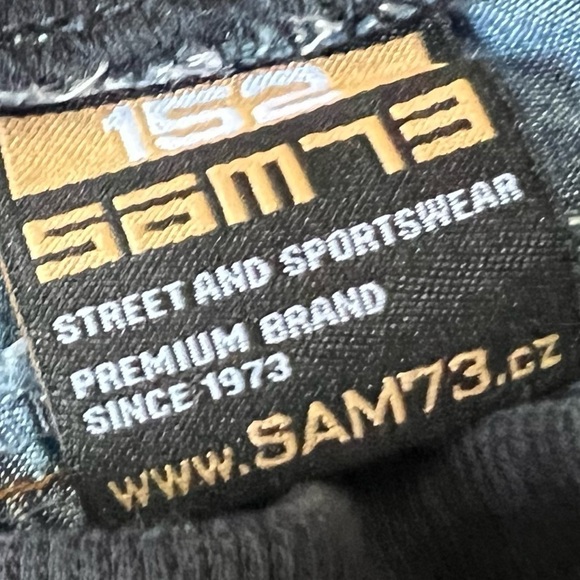 152
SAM73
STREET AND SPORTSWEAR
PREMIUM BRAND
SINCE 1973
www.SAM73.cz